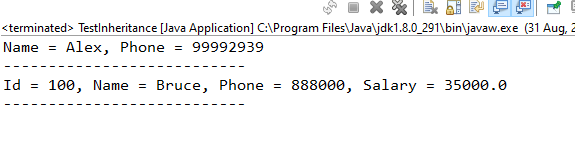 <terminated> TestInheritance [Java Application] C:\Program Files\Java\jdk1.8.0_291\bin\javaw.exe (31 Aug, 2
Name = Alex, Phone = 99992939
---------------------------
Id = 100, Name = Bruce, Phone = 888000, Salary = 35000.0
---------------------------